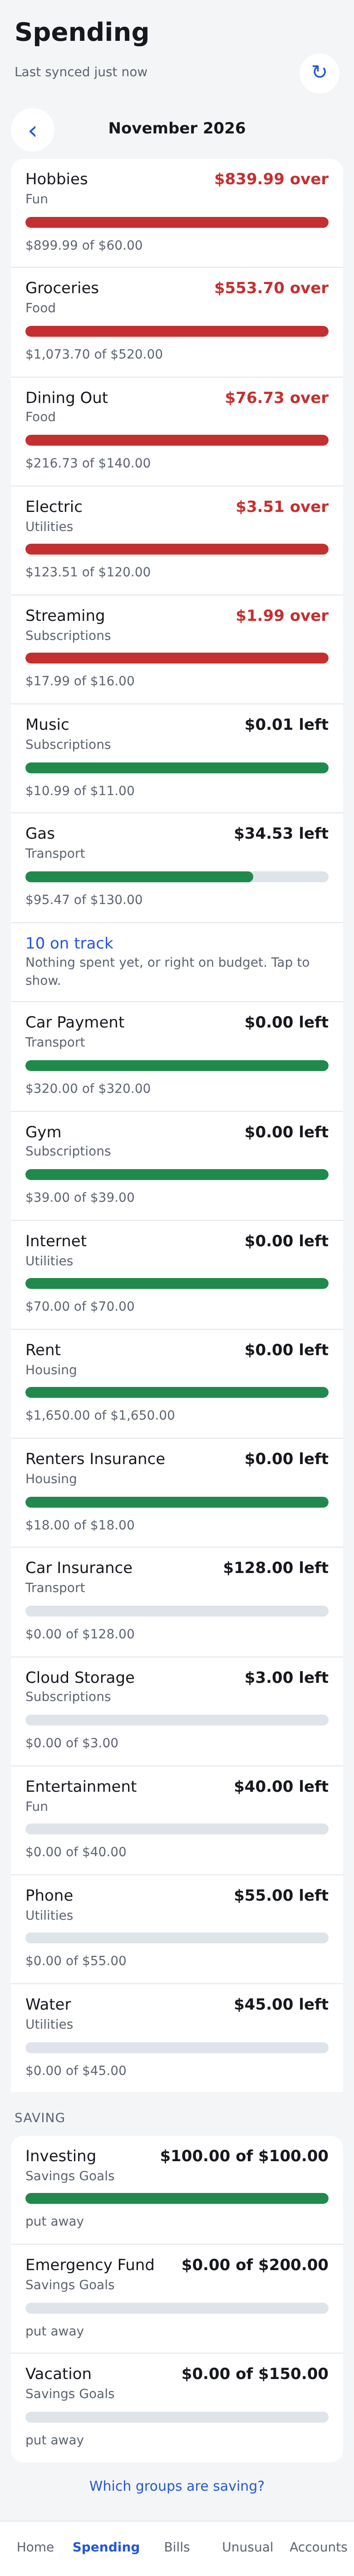 Spending
Last synced just now
↻
‹
November 2026
Hobbies $839.99 over
Fun
$899.99 of $60.00
Groceries $553.70 over
Food
$1,073.70 of $520.00
Dining Out $76.73 over
Food
$216.73 of $140.00
Electric $3.51 over
Utilities
$123.51 of $120.00
Streaming $1.99 over
Subscriptions
$17.99 of $16.00
Music $0.01 left
Subscriptions
$10.99 of $11.00
Gas $34.53 left
Transport
$95.47 of $130.00
10 on track
Nothing spent yet, or right on budget. Tap to
show.
Car Payment $0.00 left
Transport
$320.00 of $320.00
Gym $0.00 left
Subscriptions
$39.00 of $39.00
Internet $0.00 left
Utilities
$70.00 of $70.00
Rent $0.00 left
Housing
$1,650.00 of $1,650.00
Renters Insurance $0.00 left
Housing
$18.00 of $18.00
Car Insurance $128.00 left
Transport
$0.00 of $128.00
Cloud Storage $3.00 left
Subscriptions
$0.00 of $3.00
Entertainment $40.00 left
Fun
$0.00 of $40.00
Phone $55.00 left
Utilities
$0.00 of $55.00
Water $45.00 left
Utilities
$0.00 of $45.00
SAVING
Investing $100.00 of $100.00
Savings Goals
put away
Emergency Fund $0.00 of $200.00
Savings Goals
put away
Vacation $0.00 of $150.00
Savings Goals
put away
Which groups are saving?
Home Spending Bills Unusual Accounts